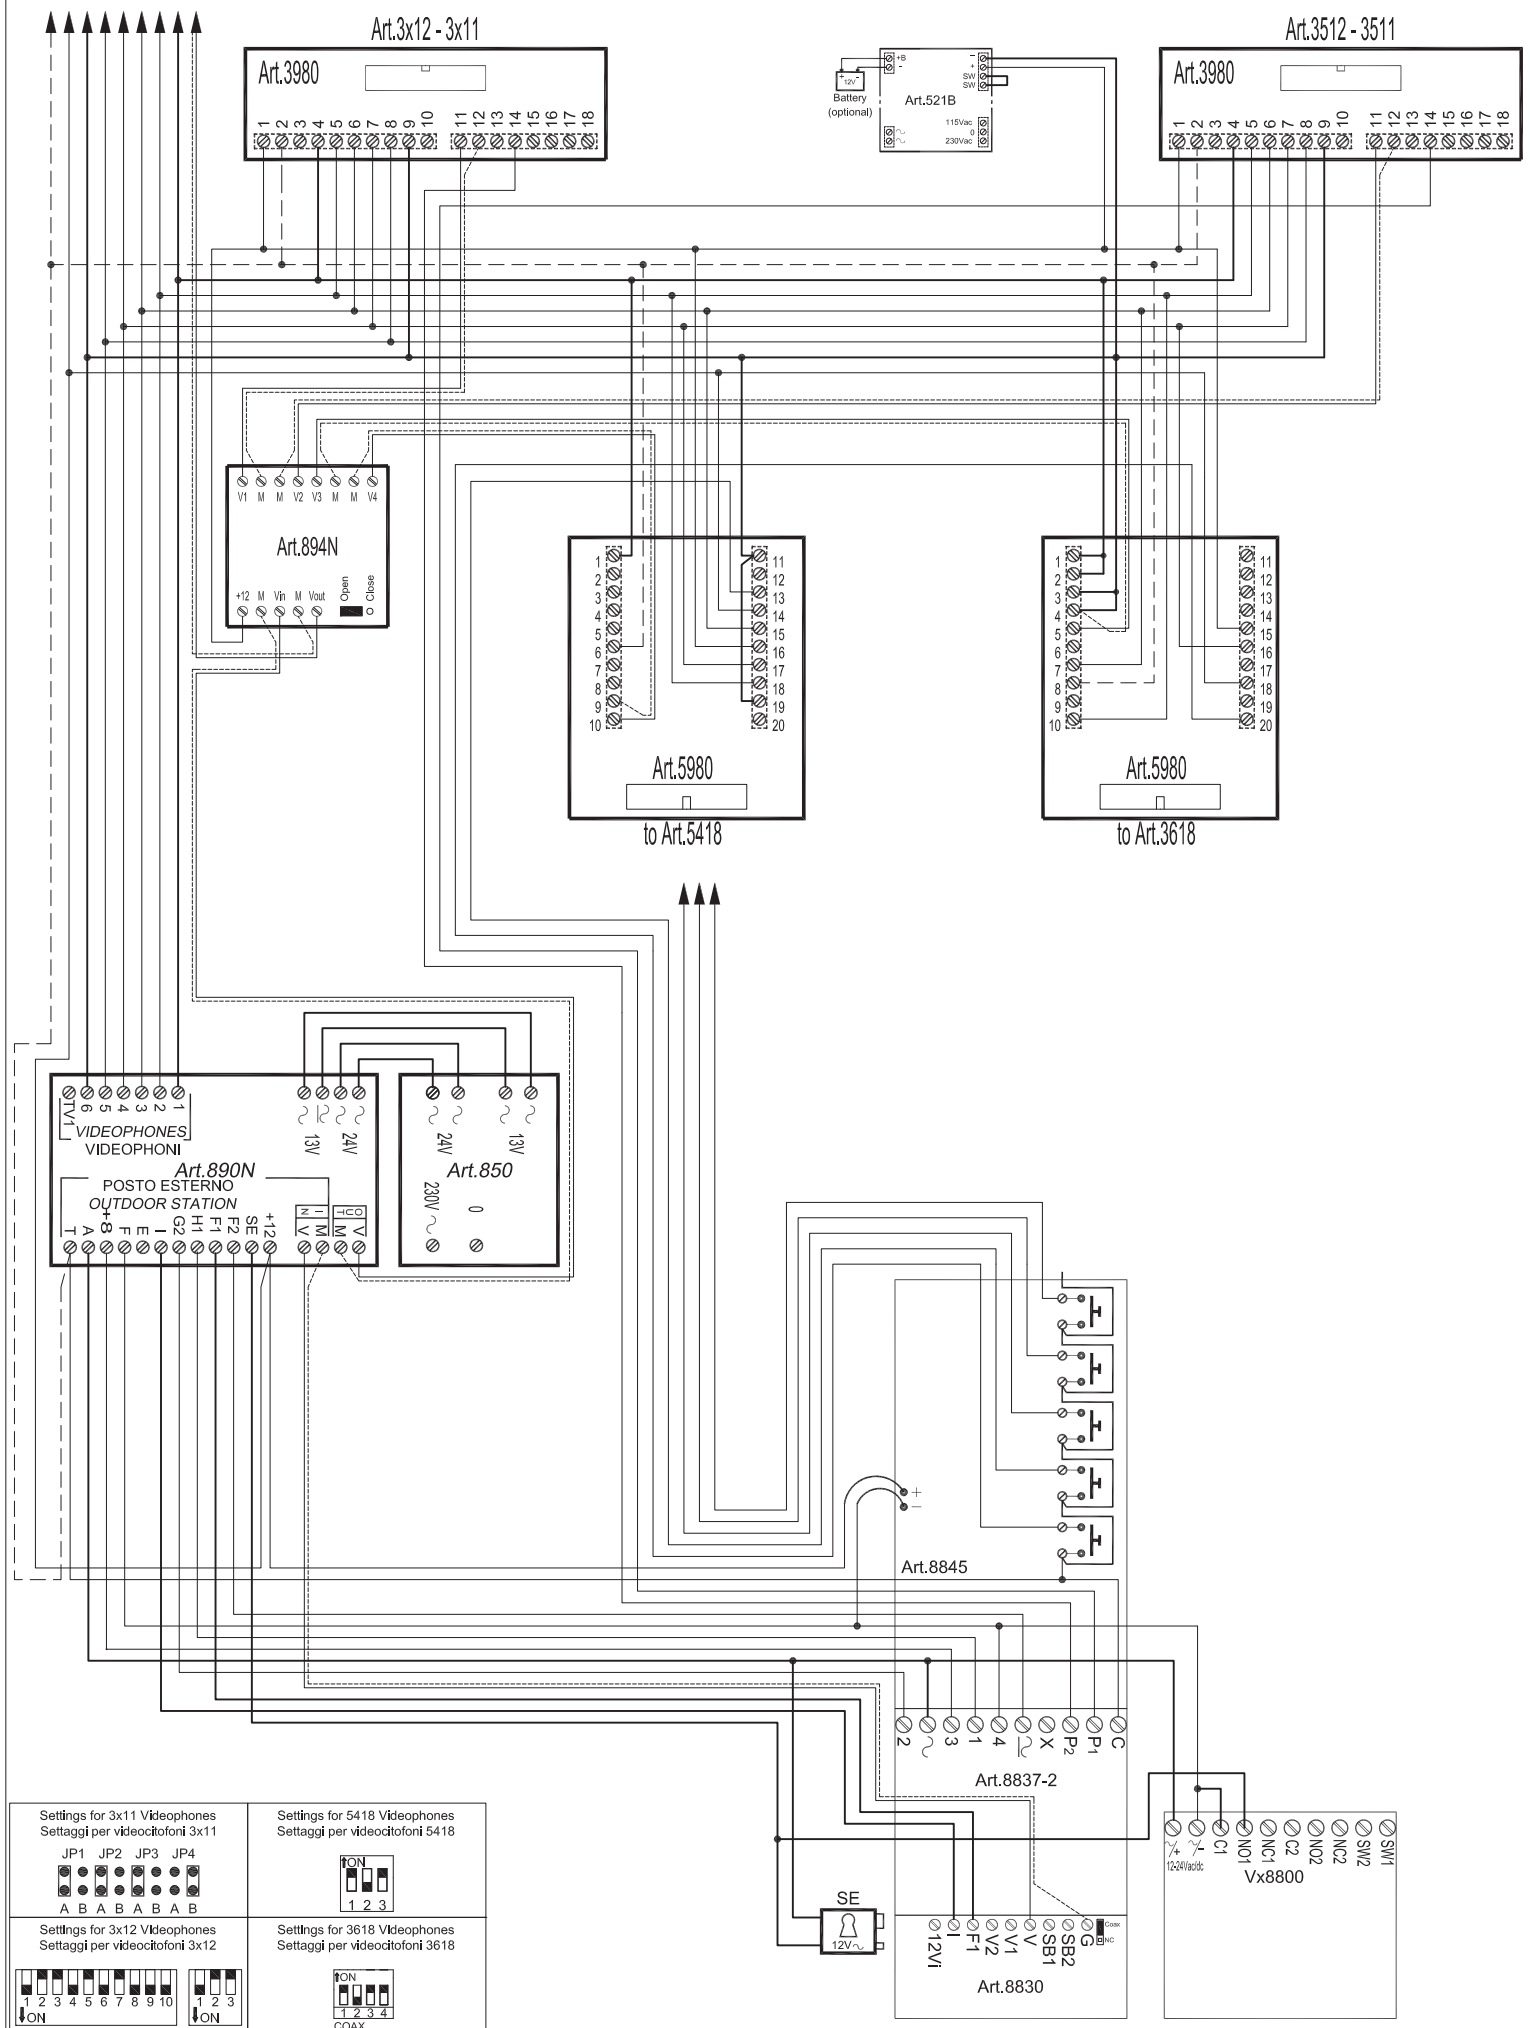 Art.3x12 - 3x11
Art.3980
1 2 3 4 5 6 7 8 9 10 11 12 13 14 15 16 17 18
+B
-
+ 12V -
Battery
(optional)
Art.521B
-
+
SW
SW
115Vac
0
230Vac
Art.3512 - 3511
Art.3980
1 2 3 4 5 6 7 8 9 10 11 12 13 14 15 16 17 18
V1 M M V2 V3 M M V4
Art.894N
+12 M Vin M Vout
Open
Close
1 11
2 12
3 13
4 14
5 15
6 16
7 17
8 18
9 19
10 20
Art.5980
to Art.5418
1 11
2 12
3 13
4 14
5 15
6 16
7 17
8 18
9 19
10 20
Art.5980
to Art.3618
TV1 6 5 4 3 2 1
13V 24V
VIDEOPHONES
VIDEOPHONI
Art.890N
POSTO ESTERNO
OUTDOOR STATION
T A +8 F E I G2 H1 F1 F2 SE +12
IN
V M
OUT
M V
24V 13V
Art.850
230V ~ 0
+
-
Art.8845
2 ~ 3 1 4 ~ X P2 P1 C
Art.8837-2
~/+ ~/- C1 NO1 NC1 C2 NO2 NC2 SW2 SW1
12-24Vac/dc
Vx8800
SE
12V~
12Vi I F1 V2 V1 V SB1 SB2 G
Coax
NC
Art.8830
Settings for 3x11 Videophones
Settaggi per videocitofoni 3x11
JP1 JP2 JP3 JP4
A B A B A B A B
Settings for 5418 Videophones
Settaggi per videocitofoni 5418
ON
1 2 3
Settings for 3x12 Videophones
Settaggi per videocitofoni 3x12
1 2 3 4 5 6 7 8 9 10
ON
1 2 3
ON
Settings for 3618 Videophones
Settaggi per videocitofoni 3618
ON
1 2 3 4
COAX